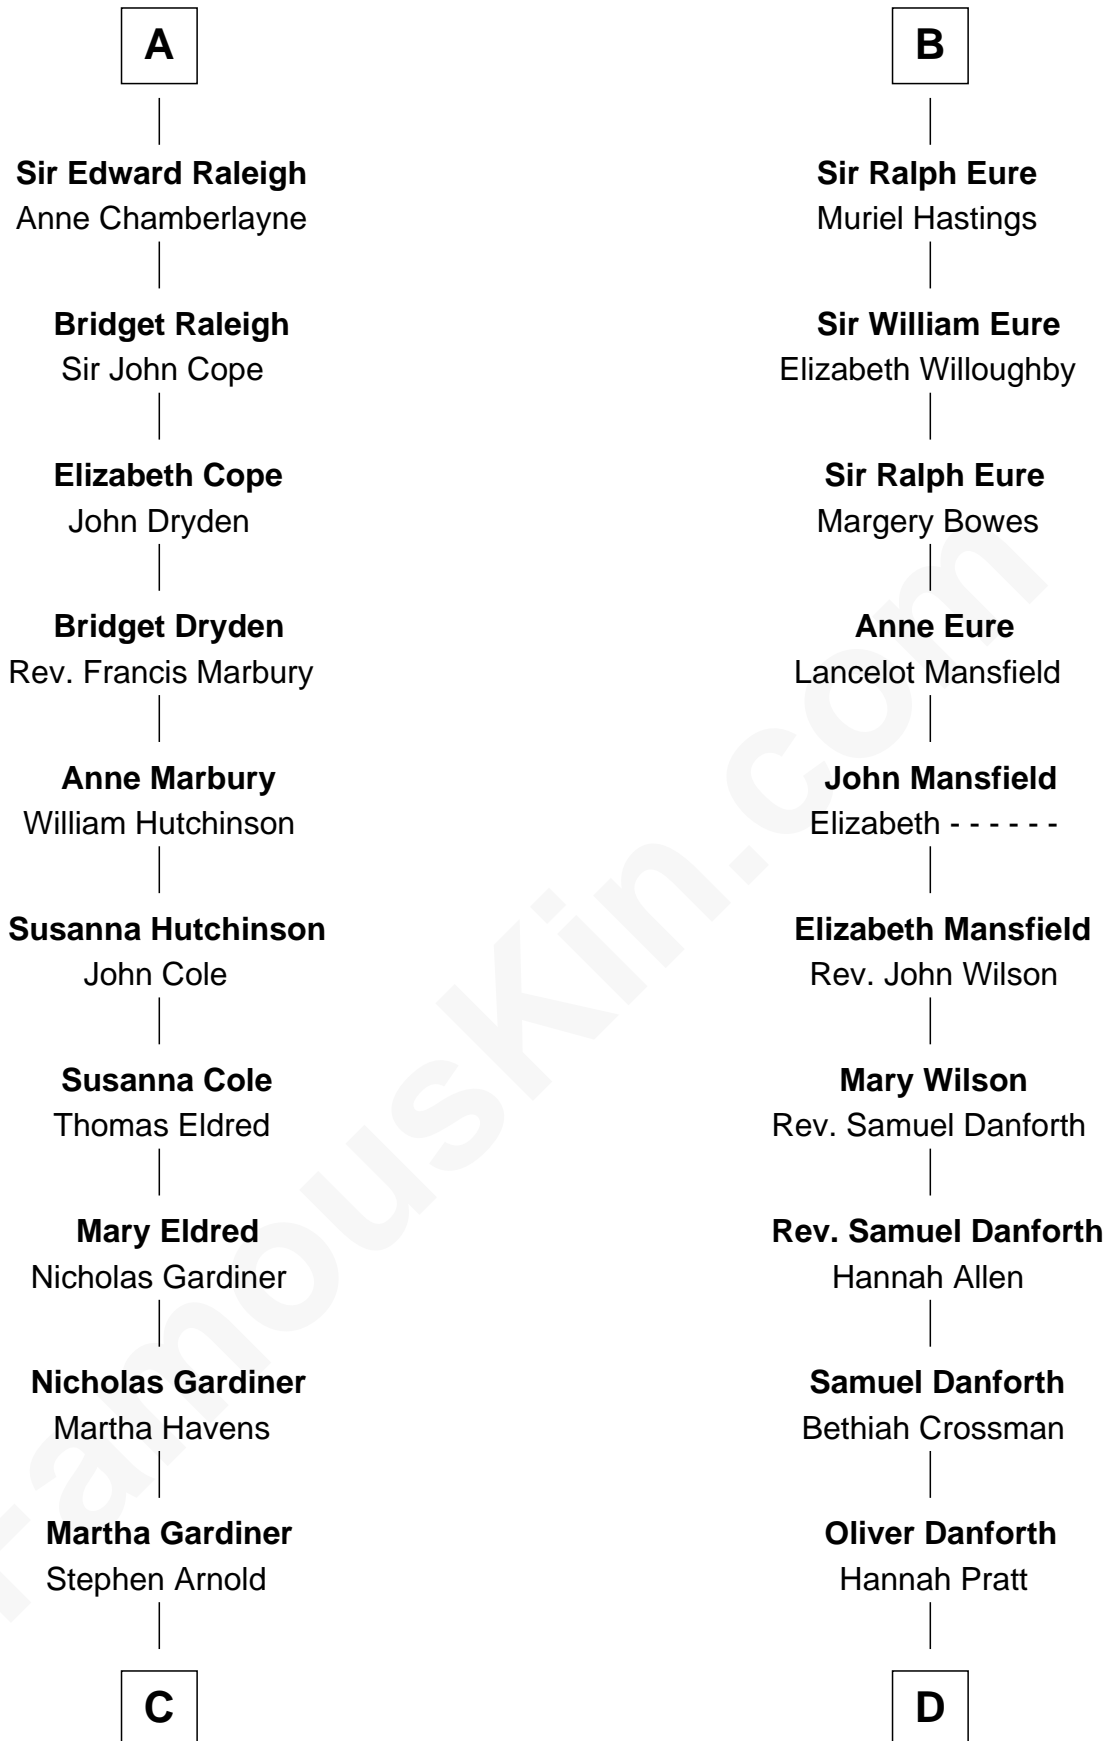 A
Sir Edward Raleigh
Anne Chamberlayne
Bridget Raleigh
Sir John Cope
Elizabeth Cope
John Dryden
Bridget Dryden
Rev. Francis Marbury
Anne Marbury
William Hutchinson
Susanna Hutchinson
John Cole
Susanna Cole
Thomas Eldred
Mary Eldred
Nicholas Gardiner
Nicholas Gardiner
Martha Havens
Martha Gardiner
Stephen Arnold
C
B
Sir Ralph Eure
Muriel Hastings
Sir William Eure
Elizabeth Willoughby
Sir Ralph Eure
Margery Bowes
Anne Eure
Lancelot Mansfield
John Mansfield
Elizabeth - - - - - -
Elizabeth Mansfield
Rev. John Wilson
Mary Wilson
Rev. Samuel Danforth
Rev. Samuel Danforth
Hannah Allen
Samuel Danforth
Bethiah Crossman
Oliver Danforth
Hannah Pratt
D
FamousKin.com